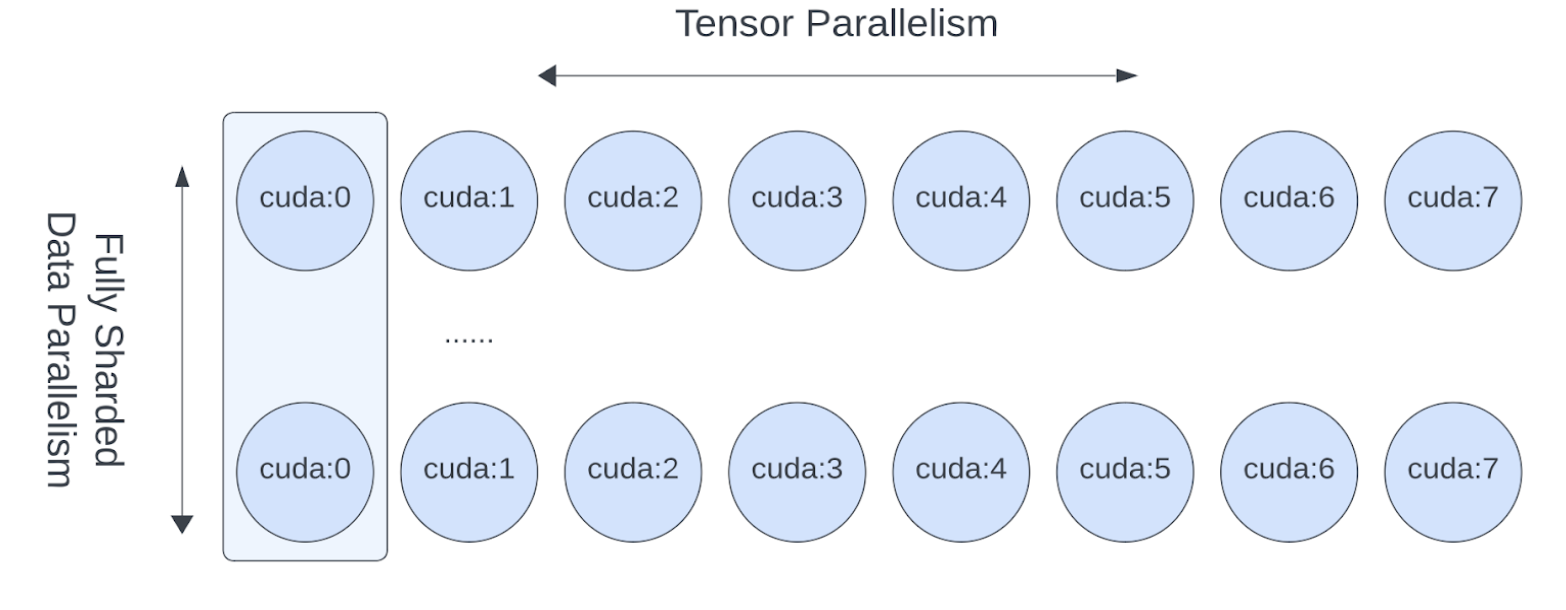 Tensor Parallelism
cuda:0 cuda:1 cuda:2 cuda:3 cuda:4 cuda:5 cuda:6 cuda:7
Fully Sharded
Data Parallelism
......
cuda:0 cuda:1 cuda:2 cuda:3 cuda:4 cuda:5 cuda:6 cuda:7